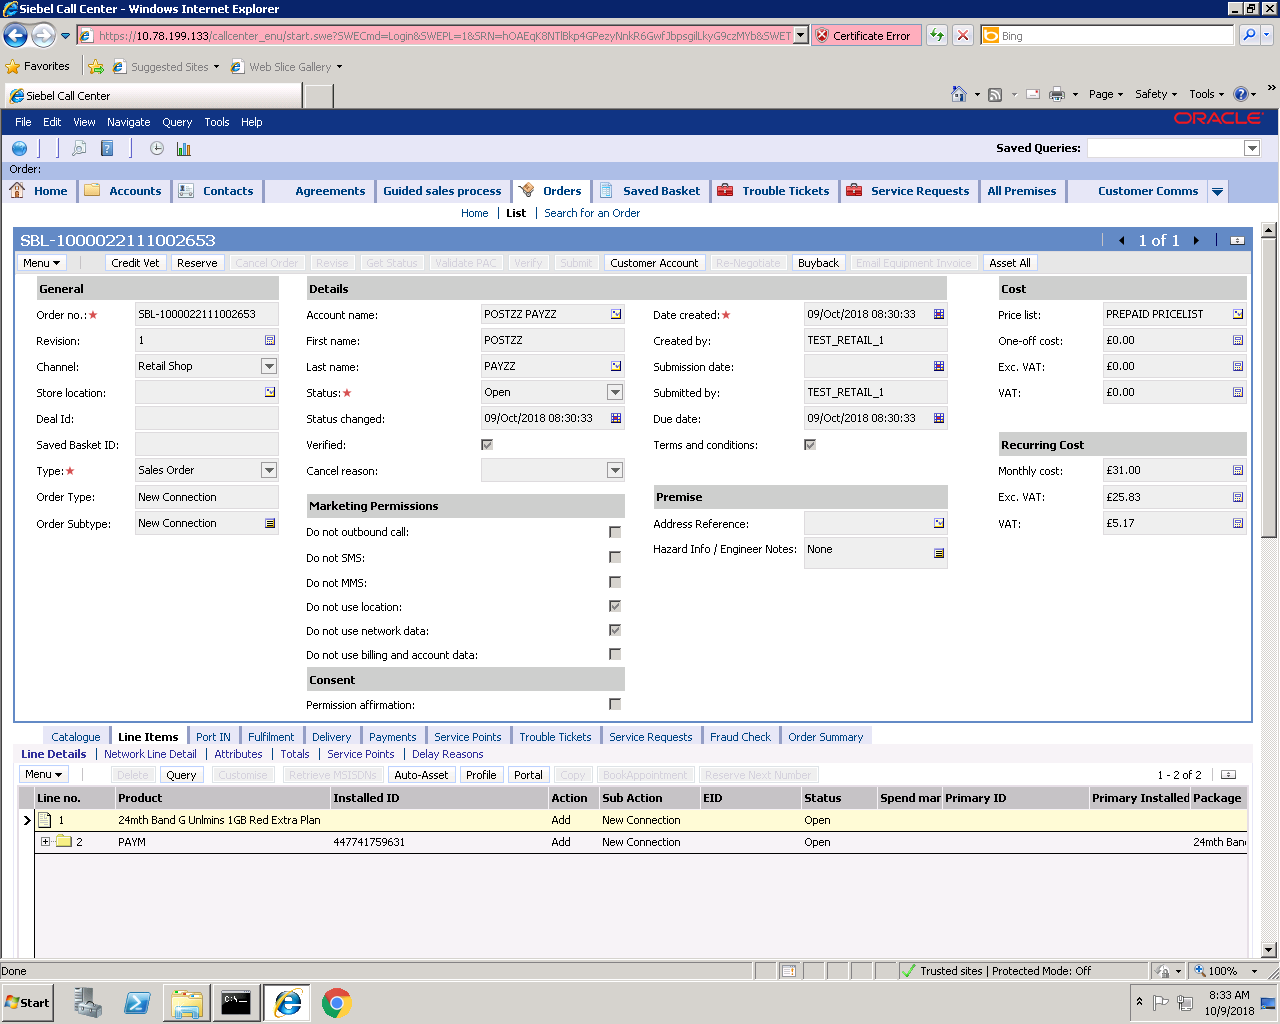 Siebel Call Center - Windows Internet Explorer
https://10.78.199.133/callcenter_enu/start.swe?SWECmd=Login&SWEPL=1&SRN= Certificate Error Bing
Favorites Suggested Sites Web Slice Gallery
Siebel Call Center Page Safety Tools
File Edit View Navigate Query Tools Help ORACLE
Saved Queries:
Order:
Home Accounts Contacts Agreements Guided sales process Orders Saved Basket Trouble Tickets Service Requests All Premises Customer Comms
Home List Search for an Order
SBL-1000022111002653 1 of 1
Menu Credit Vet Reserve Cancel Order Revise Get Status Validate PAC Verify Submit Customer Account Re-Negotiate Buyback Email Equipment Invoice Asset All
General Details Cost
Order no.:★ SBL-1000022111002653 Account name: POSTZZ PAYZZ Date created:★ 09/Oct/2018 08:30:33 Price list: PREPAID PRICELIST
Revision: 1 First name: POSTZZ Created by: TEST_RETAIL_1 One-off cost: £0.00
Channel: Retail Shop Last name: PAYZZ Submission date: Exc. VAT: £0.00
Store location: Status:★ Open Submitted by: TEST_RETAIL_1 VAT: £0.00
Deal Id: Status changed: 09/Oct/2018 08:30:33 Due date: 09/Oct/2018 08:30:33
Saved Basket ID: Verified: Terms and conditions: Recurring Cost
Type:★ Sales Order Cancel reason: Monthly cost: £31.00
Order Type: New Connection Marketing Permissions Premise Exc. VAT: £25.83
Order Subtype: New Connection Do not outbound call: Address Reference: VAT: £5.17
Do not SMS: Hazard Info / Engineer Notes: None
Do not MMS:
Do not use location:
Do not use network data:
Do not use billing and account data:
Consent
Permission affirmation:
Catalogue Line Items Port IN Fulfilment Delivery Payments Service Points Trouble Tickets Service Requests Fraud Check Order Summary
Line Details Network Line Detail Attributes Totals Service Points Delay Reasons
Menu Delete Query Customise Retrieve MSISDNs Auto-Asset Profile Portal Copy BookAppointment Reserve Next Number 1 - 2 of 2
Line no. Product Installed ID Action Sub Action EID Status Spend mar Primary ID Primary Installed Package
1 24mth Band G Unlmins 1GB Red Extra Plan Add New Connection Open
2 PAYM 447741759631 Add New Connection Open 24mth Ban
Done Trusted sites | Protected Mode: Off 100%
Start 8:33 AM
10/9/2018